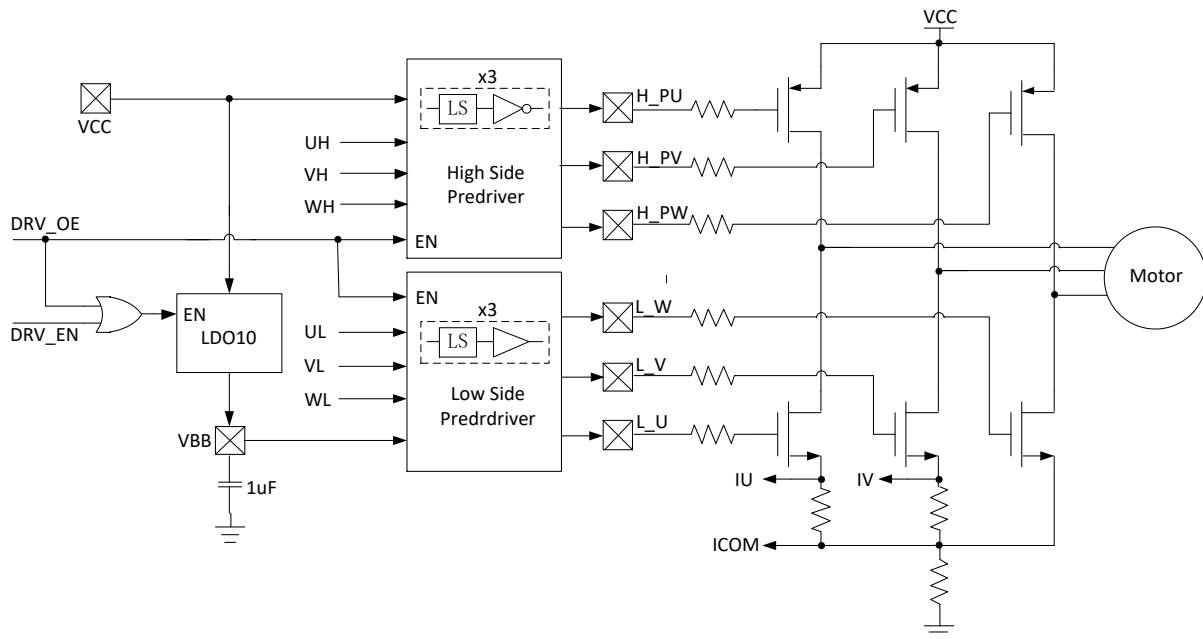 VCC
x3
H_PU
LS
VCC
UH
H_PV
VH
High Side
Predriver
WH
H_PW
DRV_OE
EN
Motor
EN
EN
L_W
x3
DRV_EN
LDO10
UL
LS
VL
L_V
Low Side
WL
Predrdriver
L_U
VBB
IU
IV
1uF
ICOM